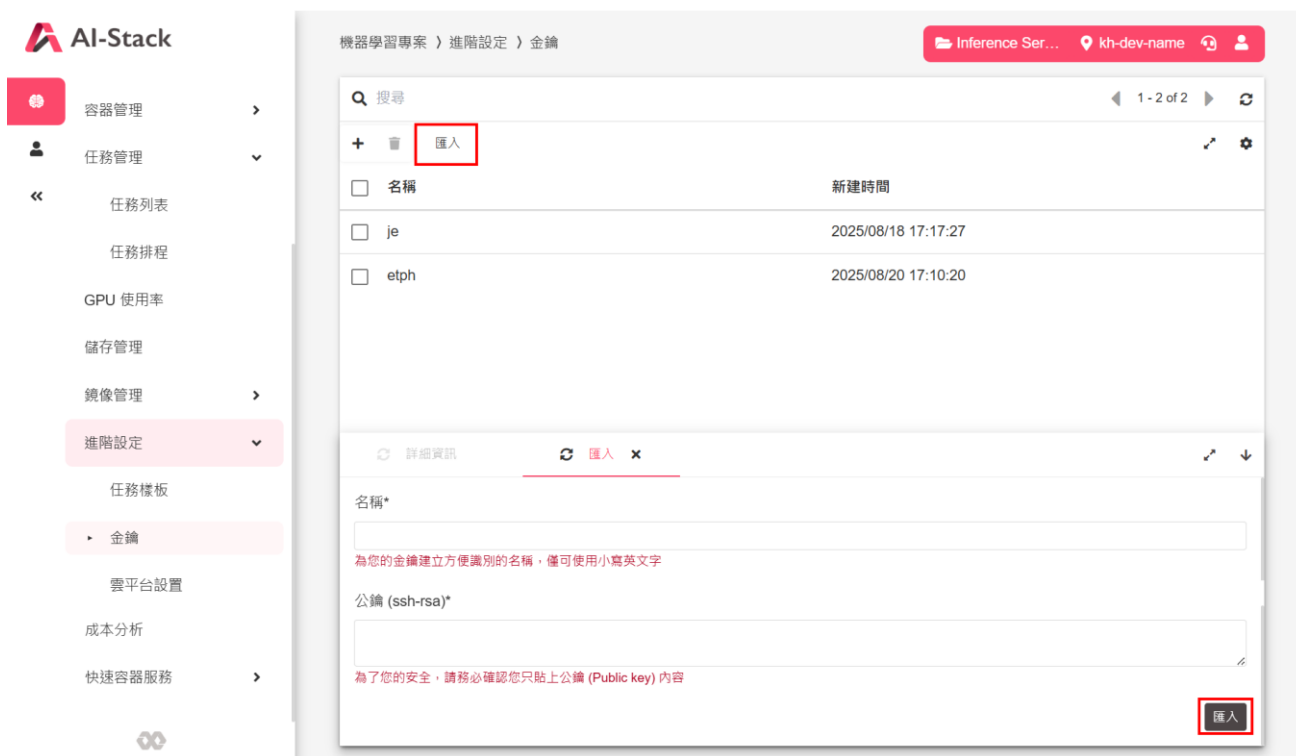 AI-Stack
機器學習專案 ❯ 進階設定 ❯ 金鑰
Inference Ser...
kh-dev-name
容器管理
任務管理
任務列表
任務排程
GPU 使用率
儲存管理
鏡像管理
進階設定
任務樣板
金鑰
雲平台設置
成本分析
快速容器服務
搜尋
1 - 2 of 2
匯入
名稱
新建時間
je
2025/08/18 17:17:27
etph
2025/08/20 17:10:20
詳細資訊
匯入
名稱*
為您的金鑰建立方便識別的名稱，僅可使用小寫英文字
公鑰 (ssh-rsa)*
為了您的安全，請務必確認您只貼上公鑰 (Public key) 內容
匯入